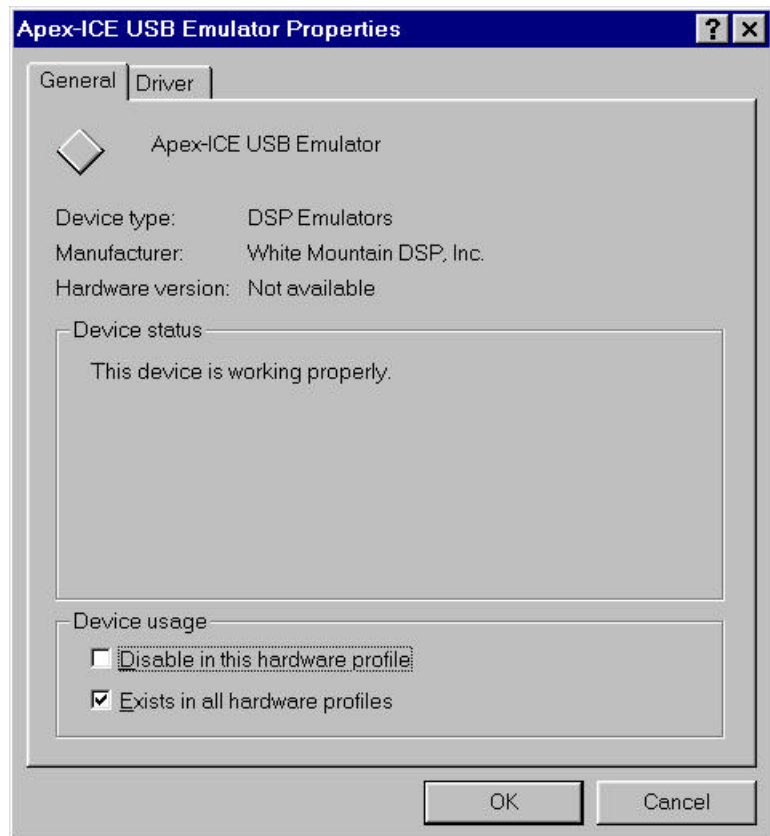 Apex-ICE USB Emulator Properties
General Driver
Apex-ICE USB Emulator
Device type: DSP Emulators
Manufacturer: White Mountain DSP, Inc.
Hardware version: Not available
Device status
This device is working properly.
Device usage
Disable in this hardware profile
Exists in all hardware profiles
OK Cancel